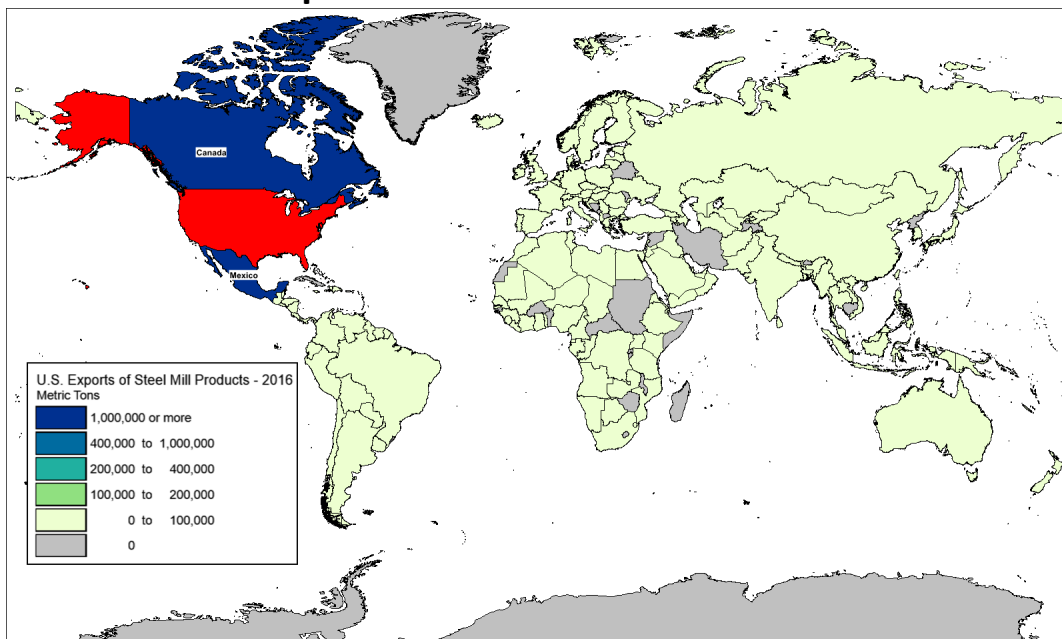 Canada
Mexico
U.S. Exports of Steel Mill Products - 2016
Metric Tons
1,000,000 or more
400,000 to 1,000,000
200,000 to 400,000
100,000 to 200,000
0 to 100,000
0